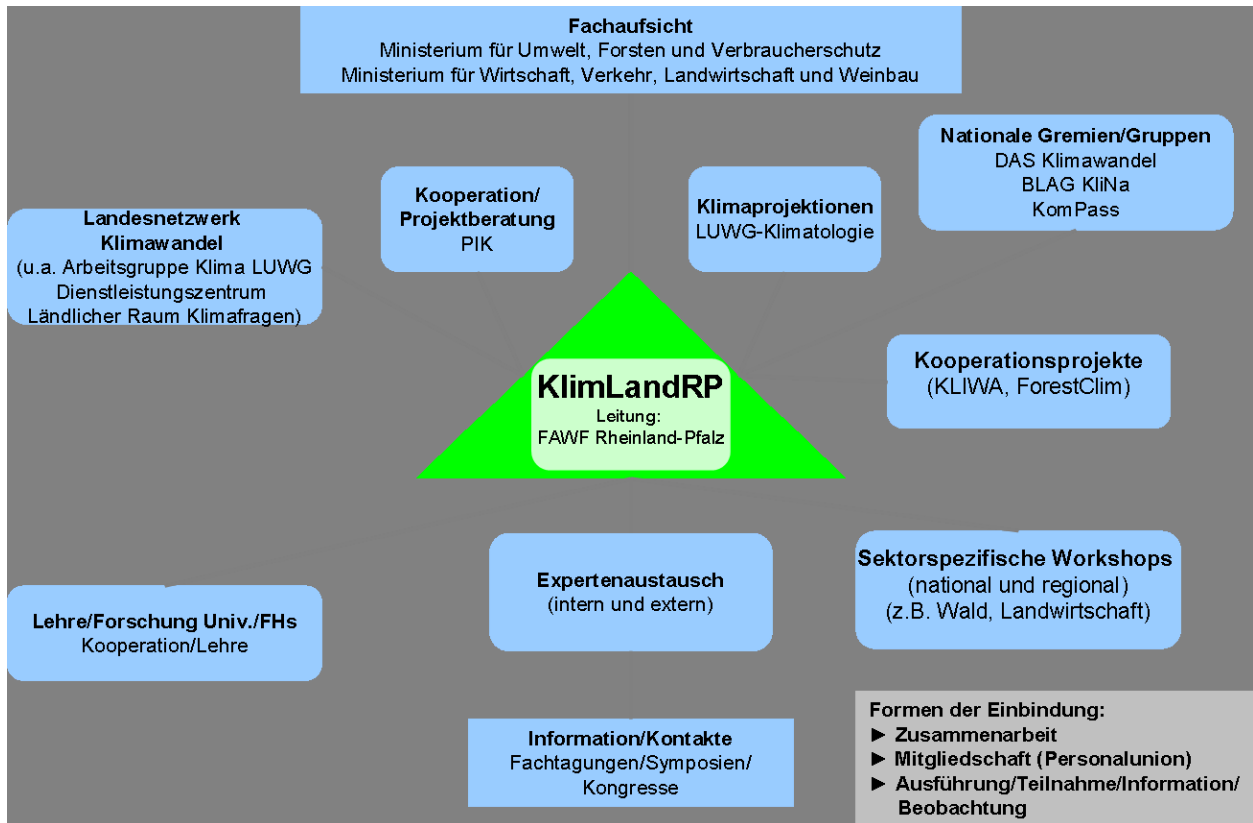 Fachaufsicht
Ministerium für Umwelt, Forsten und Verbraucherschutz
Ministerium für Wirtschaft, Verkehr, Landwirtschaft und Weinbau
Nationale Gremien/Gruppen
DAS Klimawandel
BLAG KliNa
KomPass
Kooperation/
Projektberatung
PIK
Klimaprojektionen
LUWG-Klimatologie
Landesnetzwerk
Klimawandel
(u.a. Arbeitsgruppe Klima LUWG
Dienstleistungszentrum
Ländlicher Raum Klimafragen)
Kooperationsprojekte
(KLIWA, ForestClim)
KlimLandRP
Leitung:
FAWF Rheinland-Pfalz
Sektorspezifische Workshops
(national und regional)
(z.B. Wald, Landwirtschaft)
Expertenaustausch
(intern und extern)
Lehre/Forschung Univ./FHs
Kooperation/Lehre
Information/Kontakte
Fachtagungen/Symposien/
Kongresse
Formen der Einbindung:
► Zusammenarbeit
► Mitgliedschaft (Personalunion)
► Ausführung/Teilnahme/Information/
Beobachtung